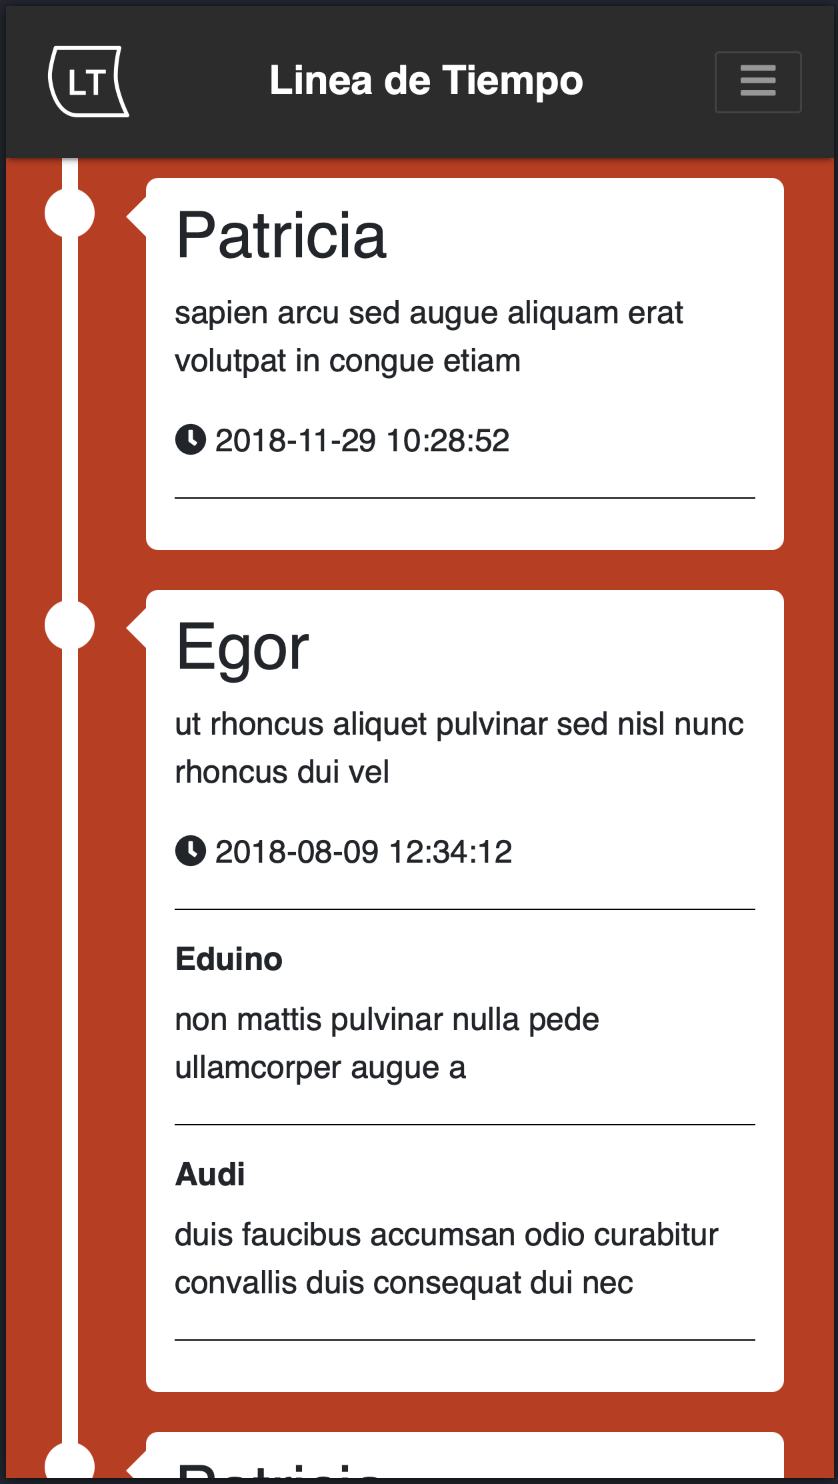 LT
Linea de Tiempo
Patricia
sapien arcu sed augue aliquam erat
volutpat in congue etiam
2018-11-29 10:28:52
Egor
ut rhoncus aliquet pulvinar sed nisl nunc
rhoncus dui vel
2018-08-09 12:34:12
Eduino
non mattis pulvinar nulla pede
ullamcorper augue a
Audi
duis faucibus accumsan odio curabitur
convallis duis consequat dui nec
Patricia